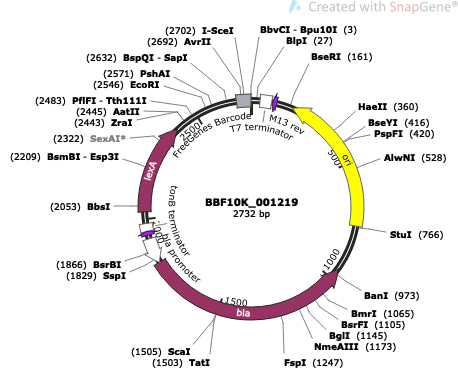 Created with SnapGene®
(2702) I-SceI
(2692) AvrII
(2632) BspQI - SapI
(2571) PshAI
(2546) EcoRI
(2483) PflFI - Tth111I
(2445) AatII
(2443) ZraI
(2322) SexAI*
(2209) BsmBI - Esp3I
(2053) BbsI
(1866) BsrBI
(1829) SspI
(1505) ScaI
(1503) TatI
BbvCI - Bpu10I (3)
BlpI (27)
BseRI (161)
HaeII (360)
BseYI (416)
PspFI (420)
AlwNI (528)
StuI (766)
BanI (973)
BmrI (1065)
BsrFI (1105)
BglI (1145)
NmeAIII (1173)
FspI (1247)
FreeGenes Barcode
T7 terminator
M13 rev
ori
lexA
tonB terminator
bla promoter
bla
500
1000
1500
2500
BBF10K_001219
2732 bp